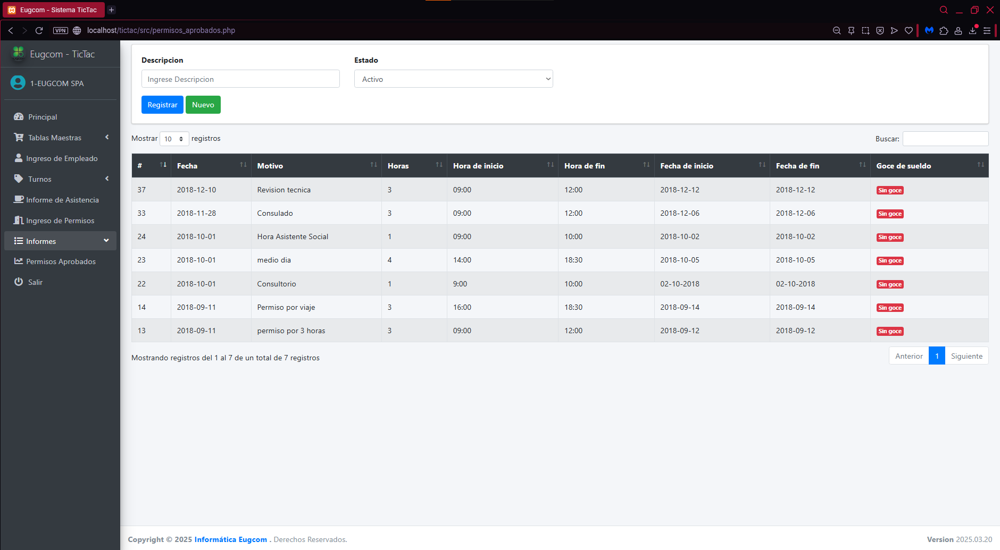 Eugcom - Sistema TicTac
VPN localhost/tictac/src/permisos_aprobados.php
Eugcom - TicTac
1-EUGCOM SPA
Principal
Tablas Maestras
Ingreso de Empleado
Turnos
Informe de Asistencia
Ingreso de Permisos
Informes
Permisos Aprobados
Salir
Descripcion Estado
Ingrese Descripcion Activo
Registrar Nuevo
Mostrar 10 registros Buscar:
# Fecha Motivo Horas Hora de inicio Hora de fin Fecha de inicio Fecha de fin Goce de sueldo
37 2018-12-10 Revision tecnica 3 09:00 12:00 2018-12-12 2018-12-12 Sin goce
33 2018-11-28 Consulado 3 09:00 12:00 2018-12-06 2018-12-06 Sin goce
24 2018-10-01 Hora Asistente Social 1 09:00 10:00 2018-10-02 2018-10-02 Sin goce
23 2018-10-01 medio dia 4 14:00 18:30 2018-10-05 2018-10-05 Sin goce
22 2018-10-01 Consultorio 1 9:00 10:00 02-10-2018 02-10-2018 Sin goce
14 2018-09-11 Permiso por viaje 3 16:00 18:30 2018-09-14 2018-09-14 Sin goce
13 2018-09-11 permiso por 3 horas 3 09:00 12:00 2018-09-12 2018-09-12 Sin goce
Mostrando registros del 1 al 7 de un total de 7 registros Anterior 1 Siguiente
Copyright © 2025 Informática Eugcom . Derechos Reservados. Version 2025.03.20